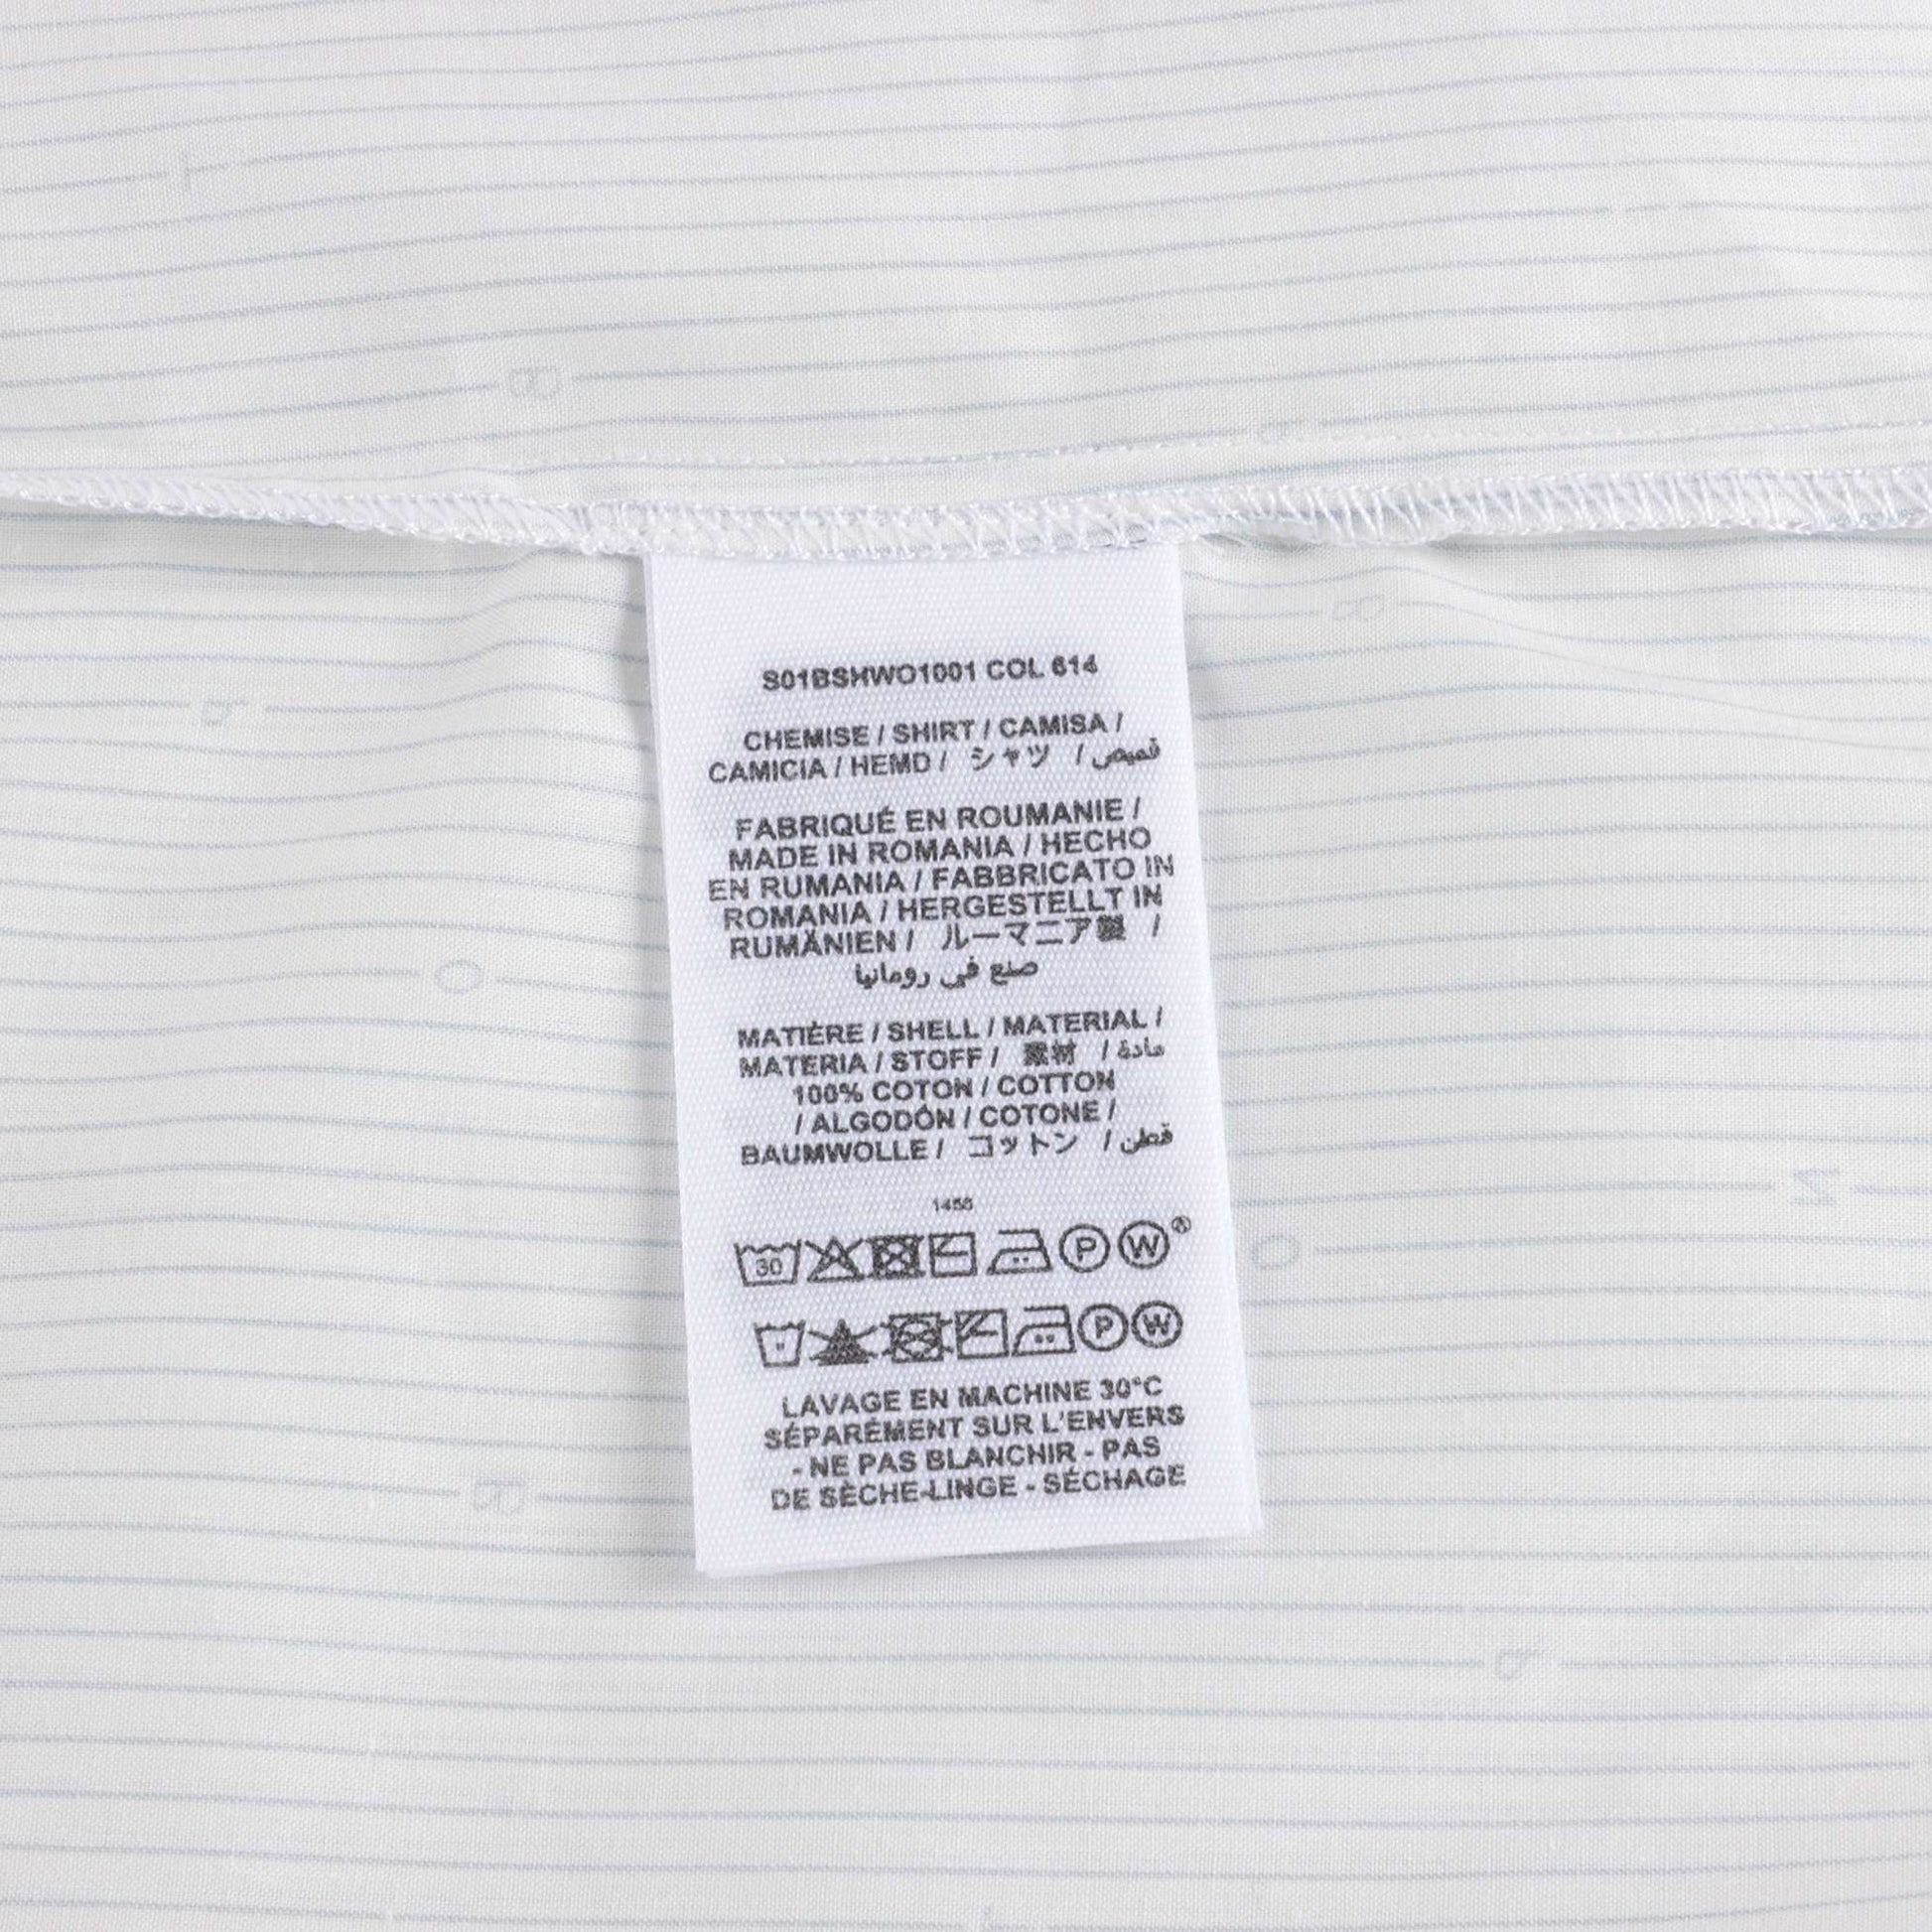 S01BSHWO1001 COL 614
CHEMISE / SHIRT / CAMISA /
CAMICIA / HEMD / シャツ / قميص
FABRIQUÉ EN ROUMANIE /
MADE IN ROMANIA / HECHO
EN RUMANIA / FABBRICATO IN
ROMANIA / HERGESTELLT IN
RUMÄNIEN / ルーマニア製 /
صنع في رومانيا
MATIÈRE / SHELL / MATERIAL /
MATERIA / STOFF / 素材 / مادة
100% COTON / COTTON
/ ALGODÓN / COTONE /
BAUMWOLLE / コットン / قطن
1456
30 P W ®
P W
LAVAGE EN MACHINE 30°C
SÉPARÉMENT SUR L'ENVERS
- NE PAS BLANCHIR - PAS
DE SÈCHE-LINGE - SÉCHAGE